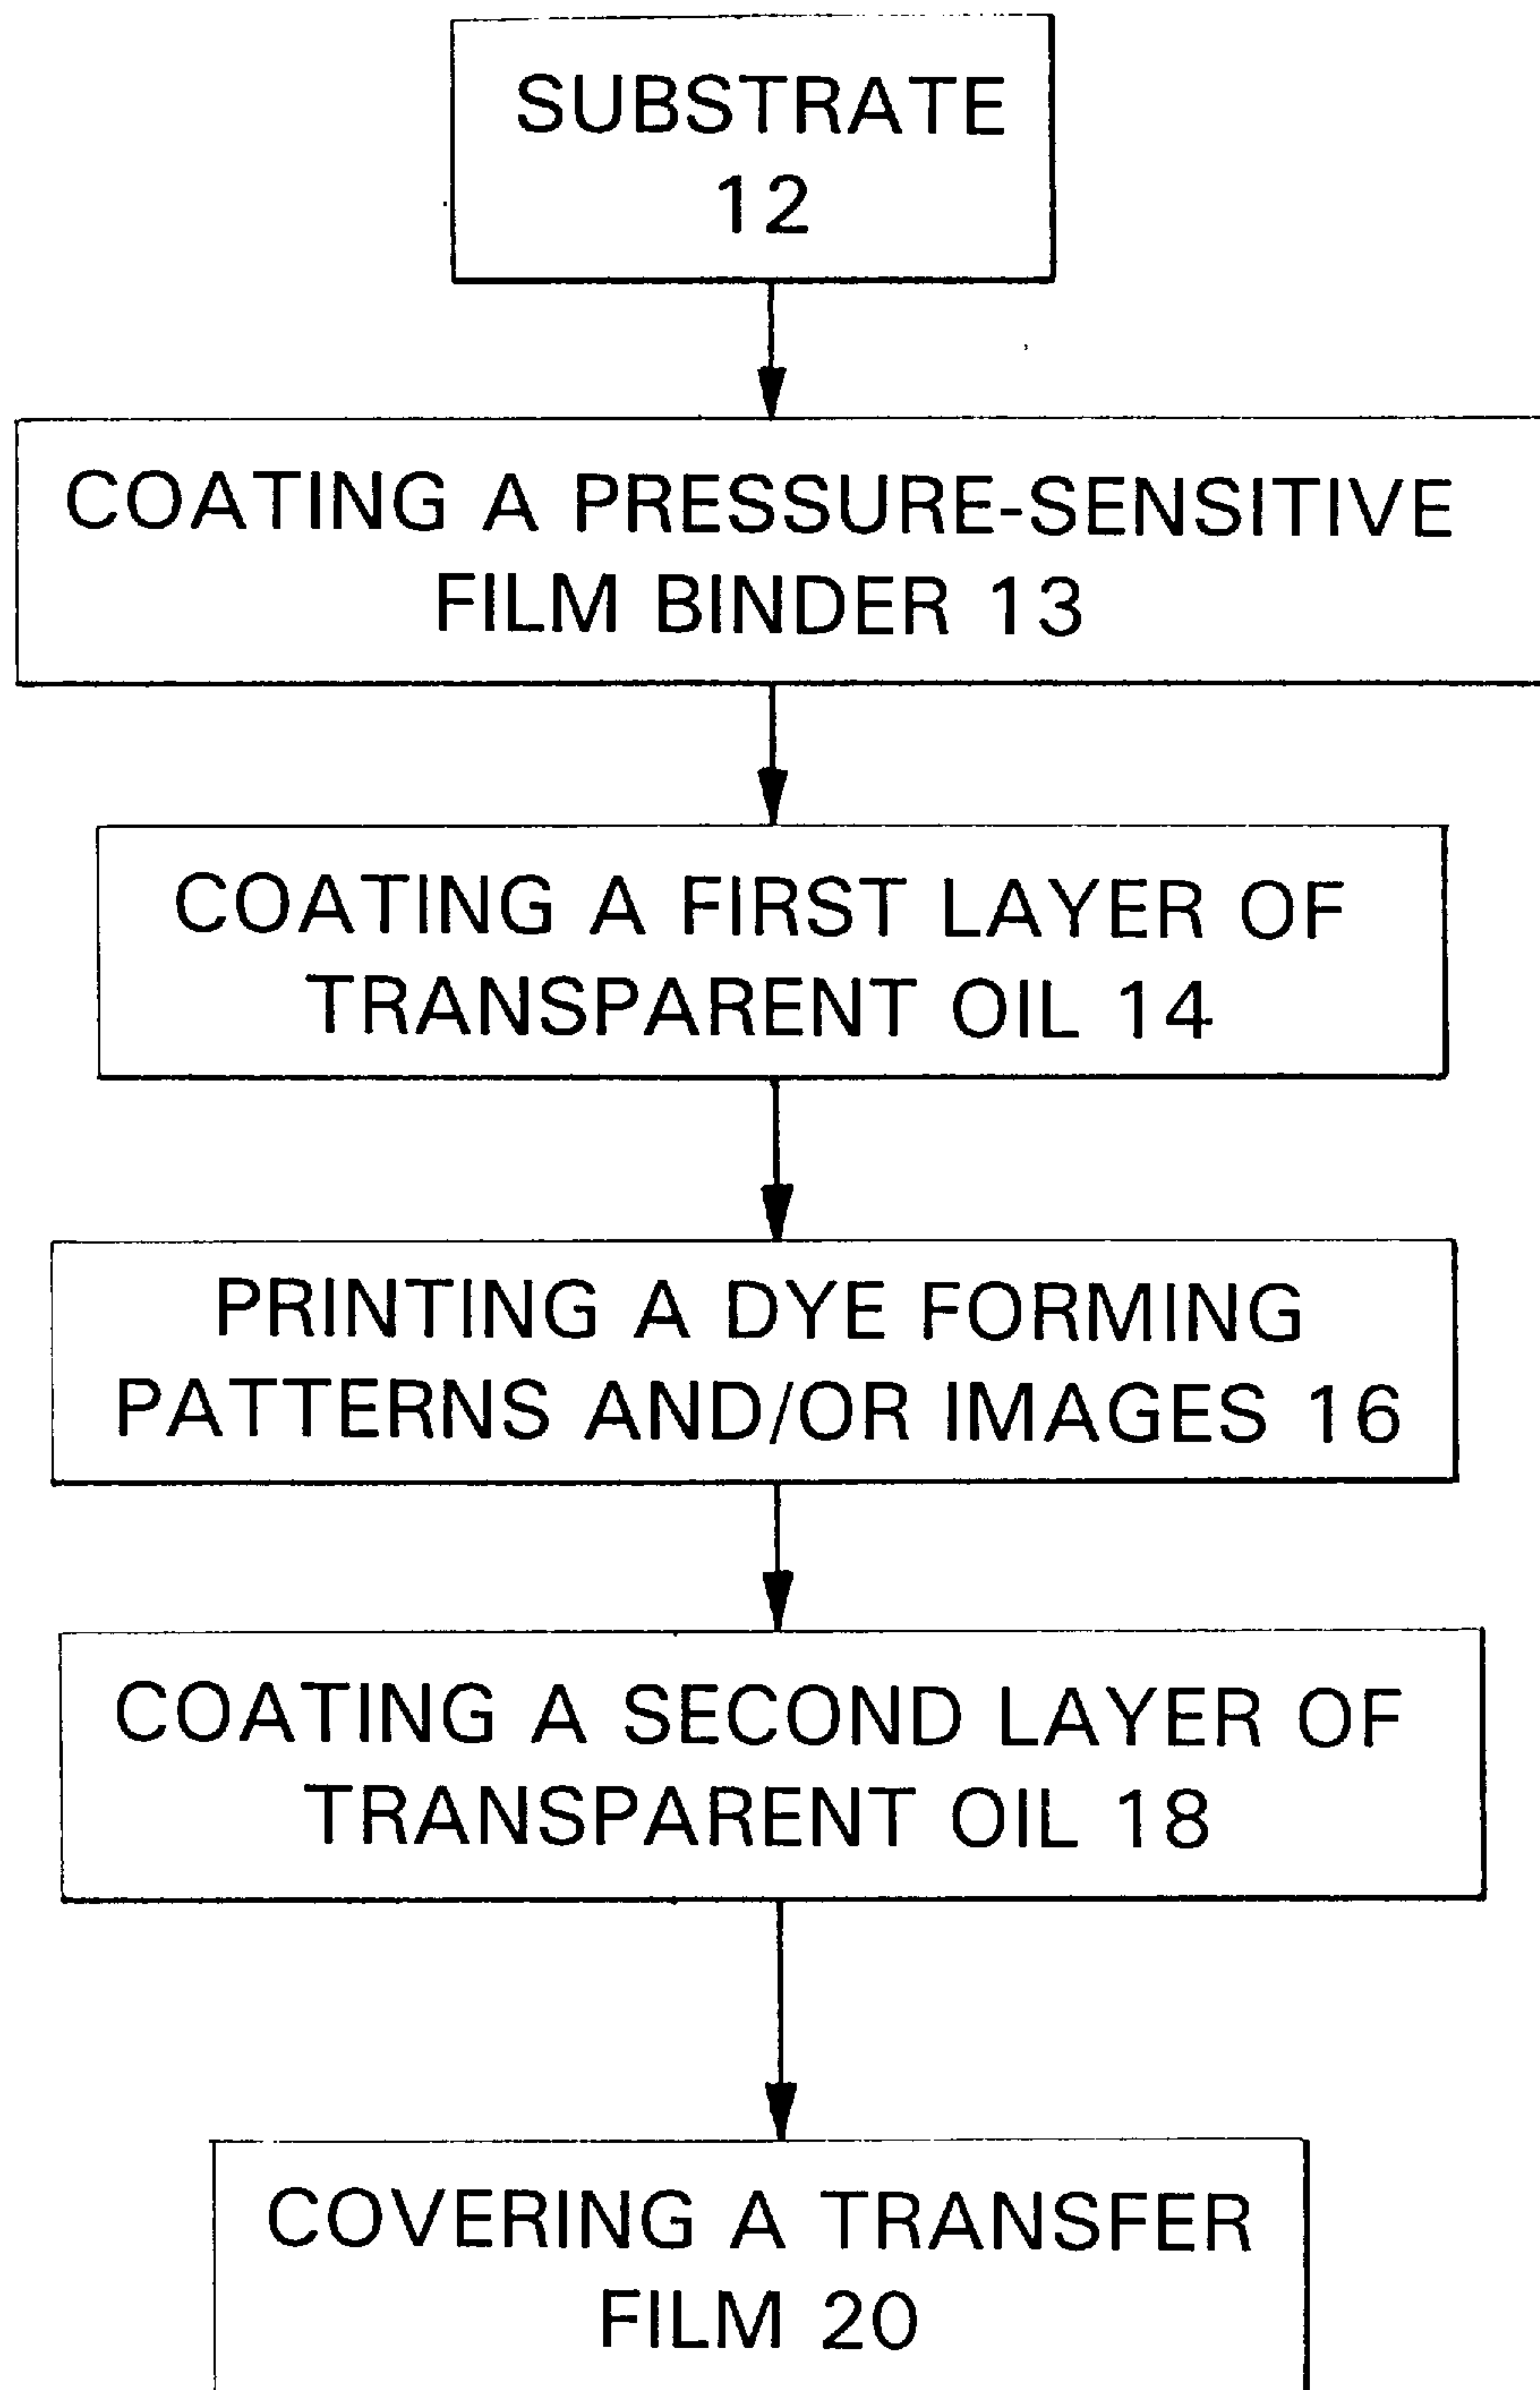 SUBSTRATE
12
COATING A PRESSURE-SENSITIVE
FILM BINDER 13
COATING A FIRST LAYER OF
TRANSPARENT OIL 14
PRINTING A DYE FORMING
PATTERNS AND/OR IMAGES 16
COATING A SECOND LAYER OF
TRANSPARENT OIL 18
COVERING A TRANSFER
FILM 20